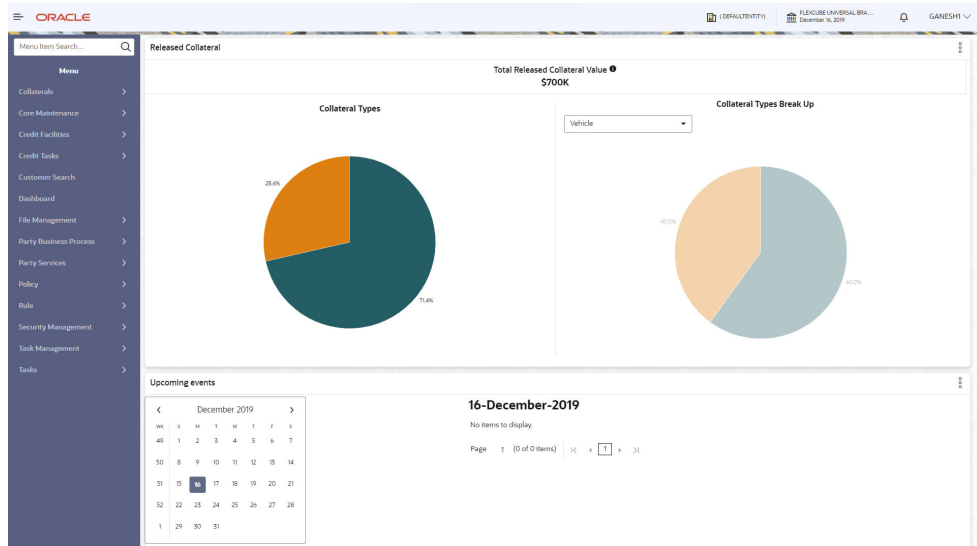 ORACLE
( DEFAULTENTITY)
FLEXCUBE UNIVERSAL BRA...
December 16, 2019
GANESH1
Menu Item Search...
Menu
Collaterals
Core Maintenance
Credit Facilities
Credit Tasks
Customer Search
Dashboard
File Management
Party Business Process
Party Services
Policy
Rule
Security Management
Task Management
Tasks
Released Collateral
Total Released Collateral Value
$700K
Collateral Types
28.6%
71.4%
Collateral Types Break Up
Vehicle
40.0%
60.0%
Upcoming events
December 2019
WK S M T W T F S
49 1 2 3 4 5 6 7
50 8 9 10 11 12 13 14
51 15 16 17 18 19 20 21
52 22 23 24 25 26 27 28
1 29 30 31
16-December-2019
No items to display.
Page 1 (0 of 0 items) 1